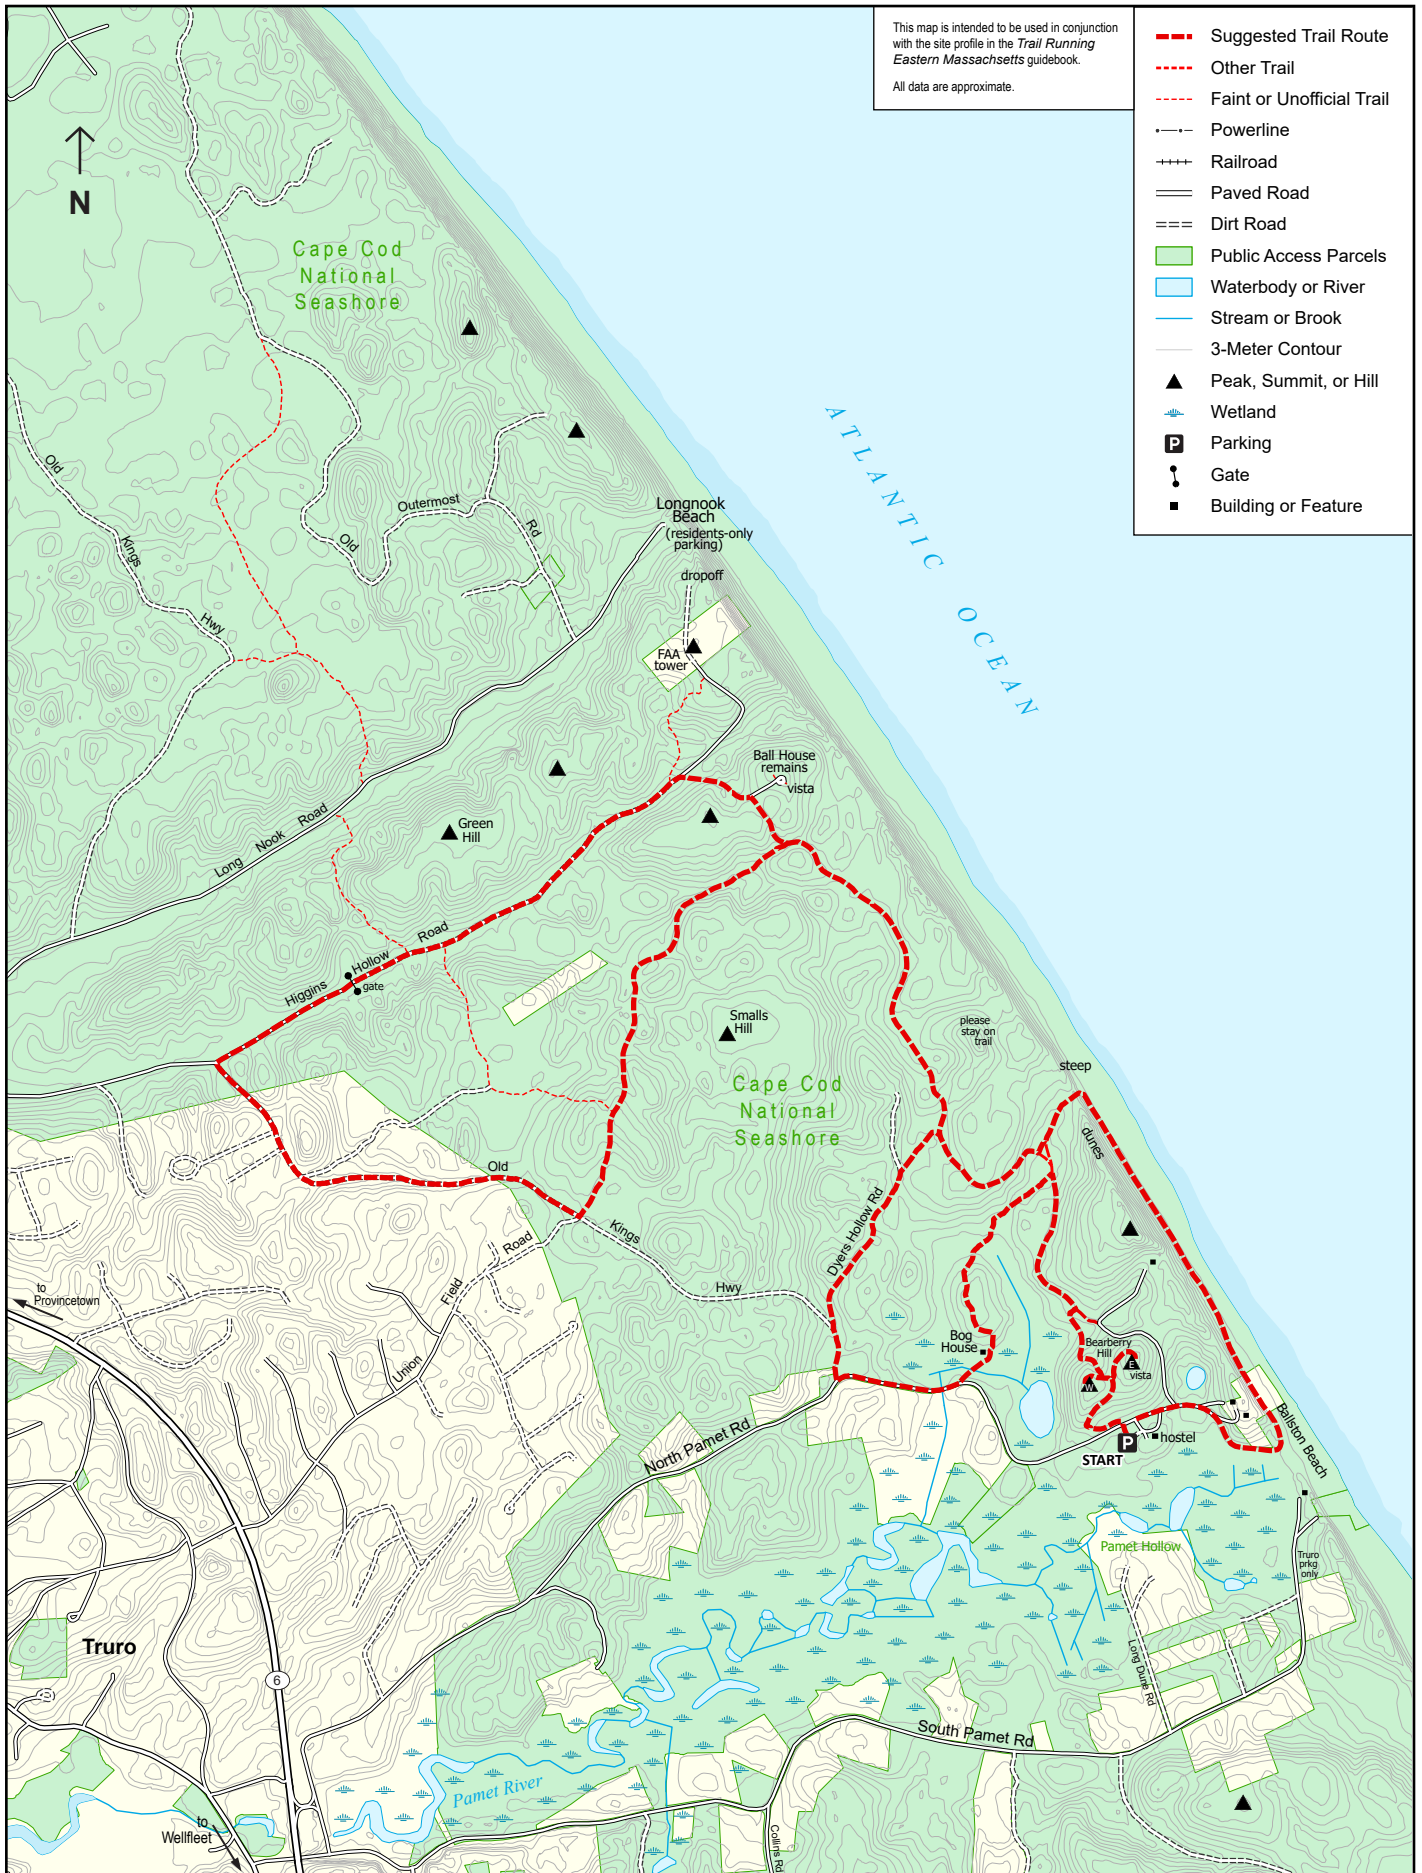 This map is intended to be used in conjunction
with the site profile in the Trail Running
Eastern Massachusetts guidebook.
All data are approximate.
Suggested Trail Route
Other Trail
Faint or Unofficial Trail
Powerline
Railroad
Paved Road
Dirt Road
Public Access Parcels
Waterbody or River
Stream or Brook
3-Meter Contour
Peak, Summit, or Hill
Wetland
P
Parking
Gate
Building or Feature
N
Cape Cod
National
Seashore
ATLANTIC OCEAN
Old Kings Hwy
Old Outermost Rd
Longnook
Beach
(residents-only
parking)
dropoff
FAA
tower
Ball House
remains
vista
Green
Hill
Long Nook Road
Higgins Hollow Road
gate
Smalls
Hill
please
stay on
trail
steep
dunes
Cape Cod
National
Seashore
Old Kings Hwy
Dyers Hollow Rd
Union Field Road
to
Provincetown
Bog
House
Bearberry
Hill
E
vista
W
P
START
hostel
Ballston Beach
North Pamet Rd
Pamet Hollow
Truro
prkg
only
Long Dune Rd
Truro
6
South Pamet Rd
Pamet River
to
Wellfleet
Collins Rd